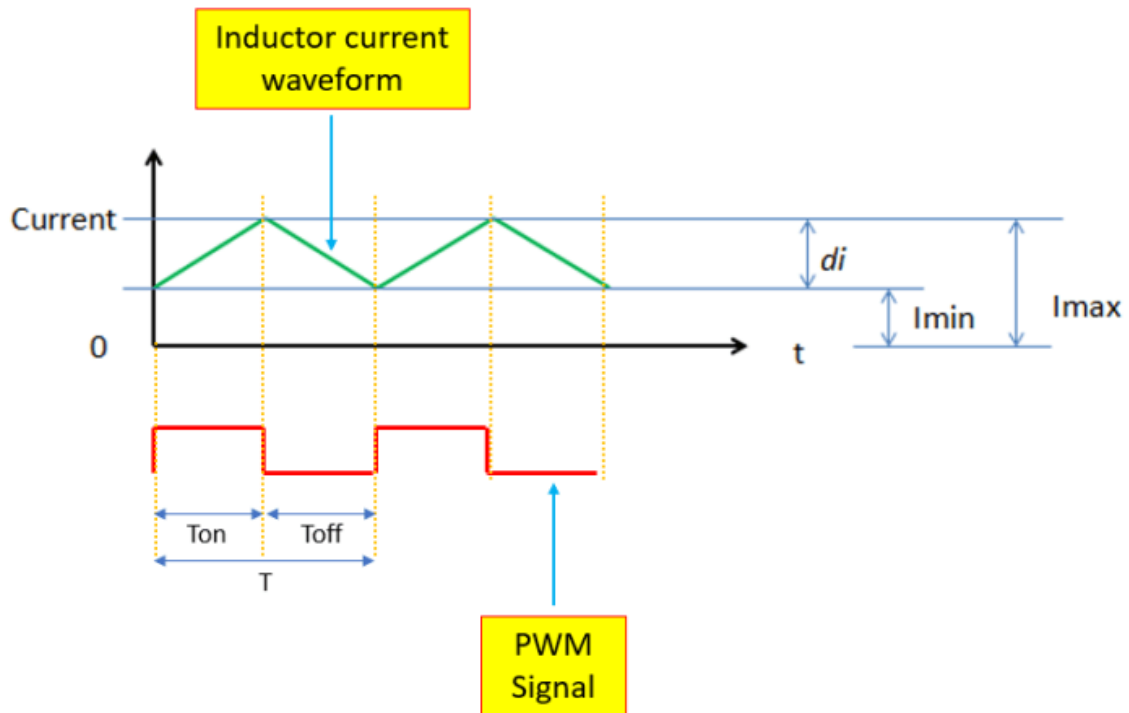 Inductor current
waveform
Current
di
Imin
Imax
0
t
Ton
Toff
T
PWM
Signal